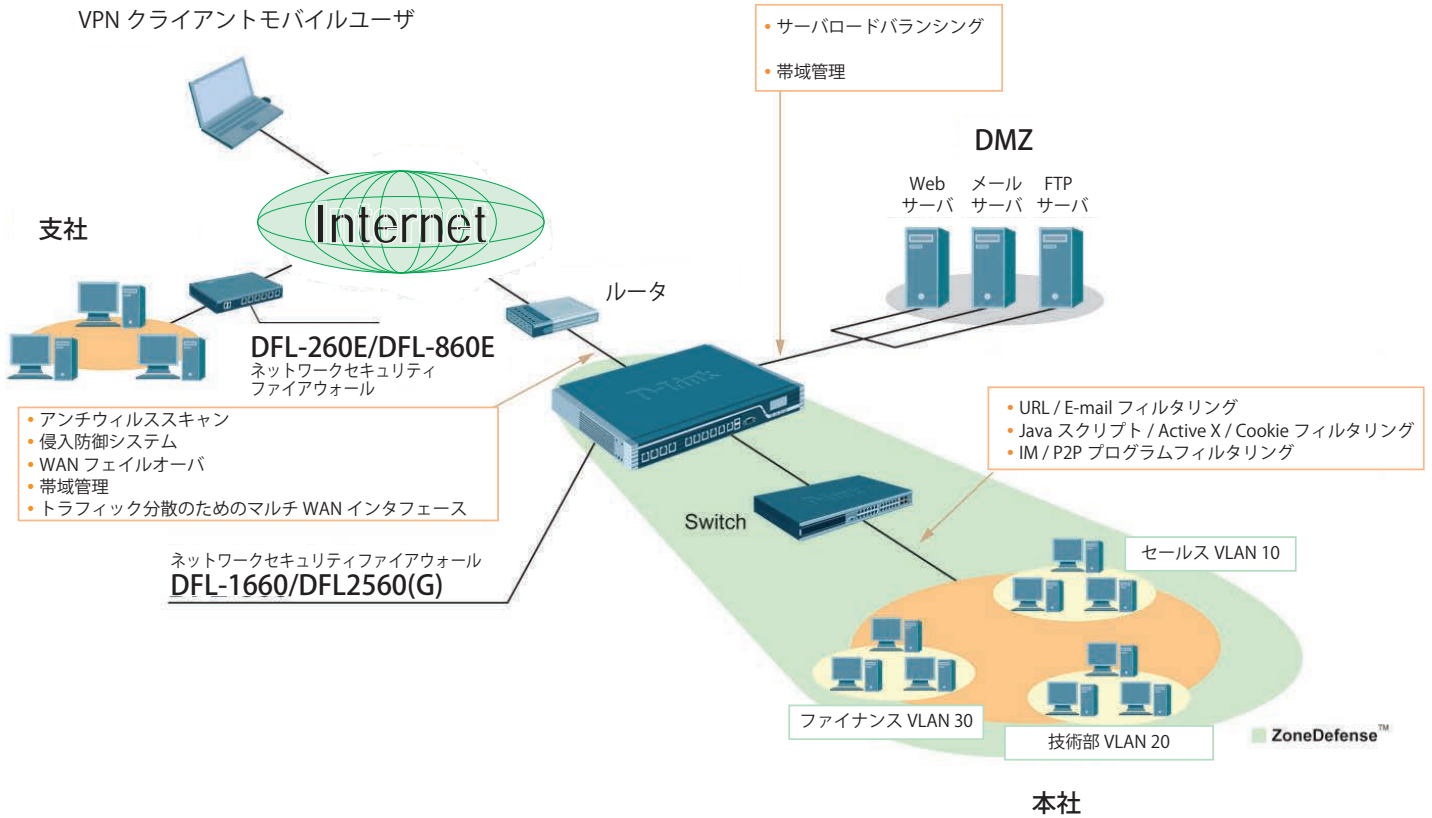 VPN クライアントモバイルユーザ
• サーバロードバランシング
• 帯域管理
DMZ
Web サーバ
メール サーバ
FTP サーバ
Internet
支社
ルータ
DFL-260E/DFL-860E
ネットワークセキュリティ
ファイアウォール
D-Link
• アンチウィルススキャン
• 侵入防御システム
• WAN フェイルオーバ
• 帯域管理
• トラフィック分散のためのマルチ WAN インタフェース
• URL / E-mail フィルタリング
• Java スクリプト / Active X / Cookie フィルタリング
• IM / P2P プログラムフィルタリング
Switch
ネットワークセキュリティファイアウォール
DFL-1660/DFL2560(G)
セールス VLAN 10
ファイナンス VLAN 30
技術部 VLAN 20
ZoneDefense™
本社